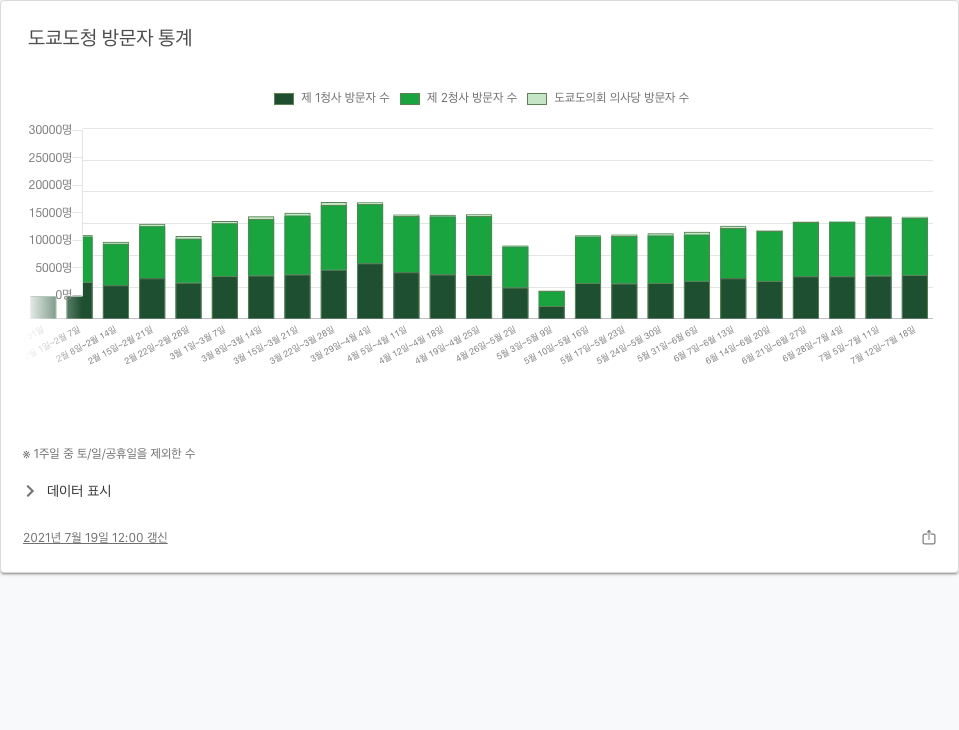 도쿄도청 방문자 통계
제 1청사 방문자 수 제 2청사 방문자 수 도쿄도의회 의사당 방문자 수
30000명
25000명
20000명
15000명
10000명
5000명
0명
2월 8일~2월 14일
2월 15일~2월 21일
2월 22일~2월 28일
3월 1일~3월 7일
3월 8일~3월 14일
3월 15일~3월 21일
3월 22일~3월 28일
3월 29일~4월 4일
4월 5일~4월 11일
4월 12일~4월 18일
4월 19일~4월 25일
4월 26일~5월 2일
5월 3일~5월 9일
5월 10일~5월 16일
5월 17일~5월 23일
5월 24일~5월 30일
5월 31일~6월 6일
6월 7일~6월 13일
6월 14일~6월 20일
6월 21일~6월 27일
6월 28일~7월 4일
7월 5일~7월 11일
7월 12일~7월 18일
※ 1주일 중 토/일/공휴일을 제외한 수
데이터 표시
2021년 7월 19일 12:00 갱신